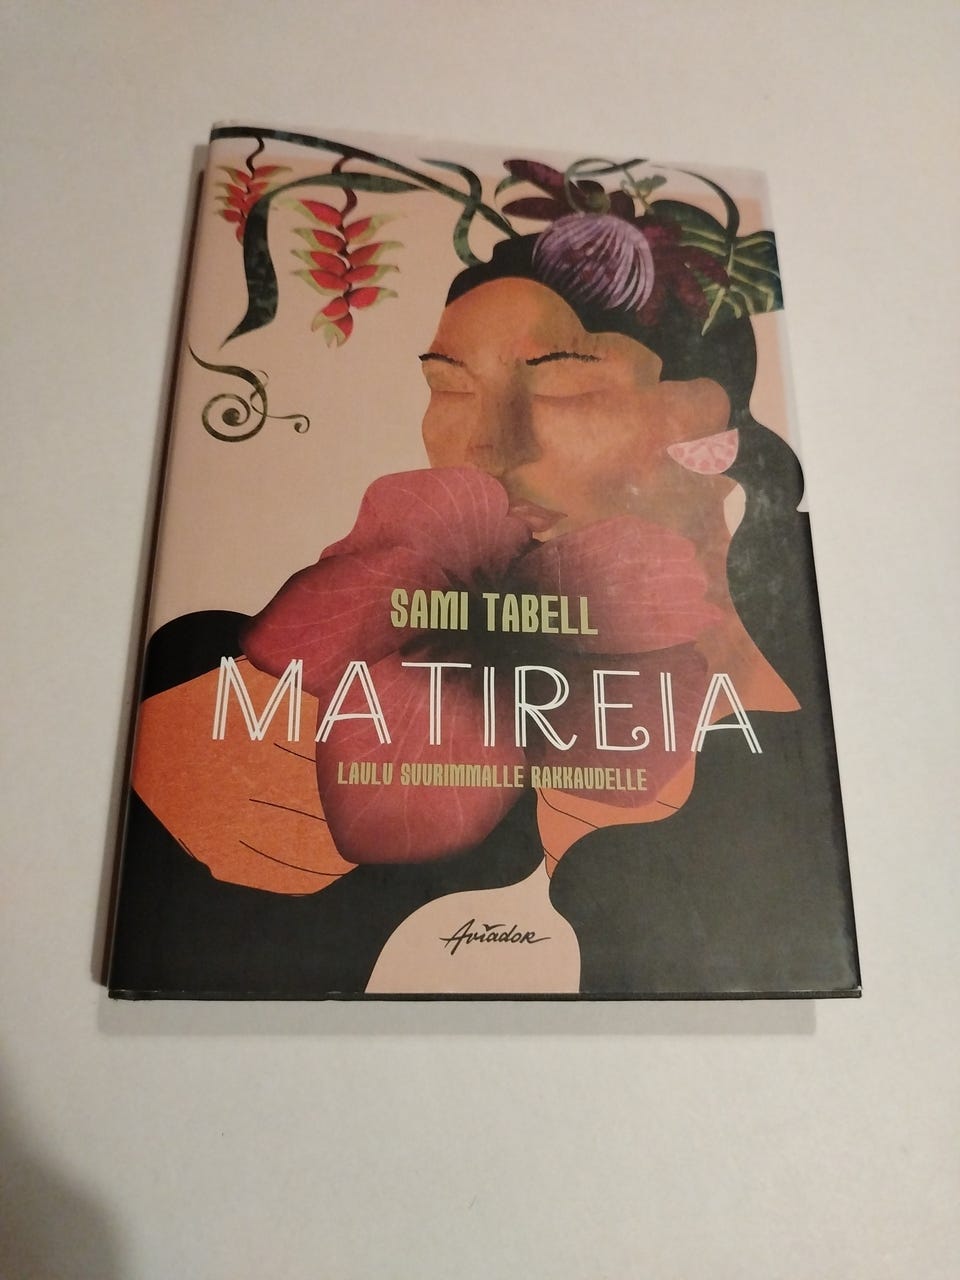 SAMI TABELL
MATIREIA
LAULU SUURIMMALLE RAKKAUDELLE
Aviador